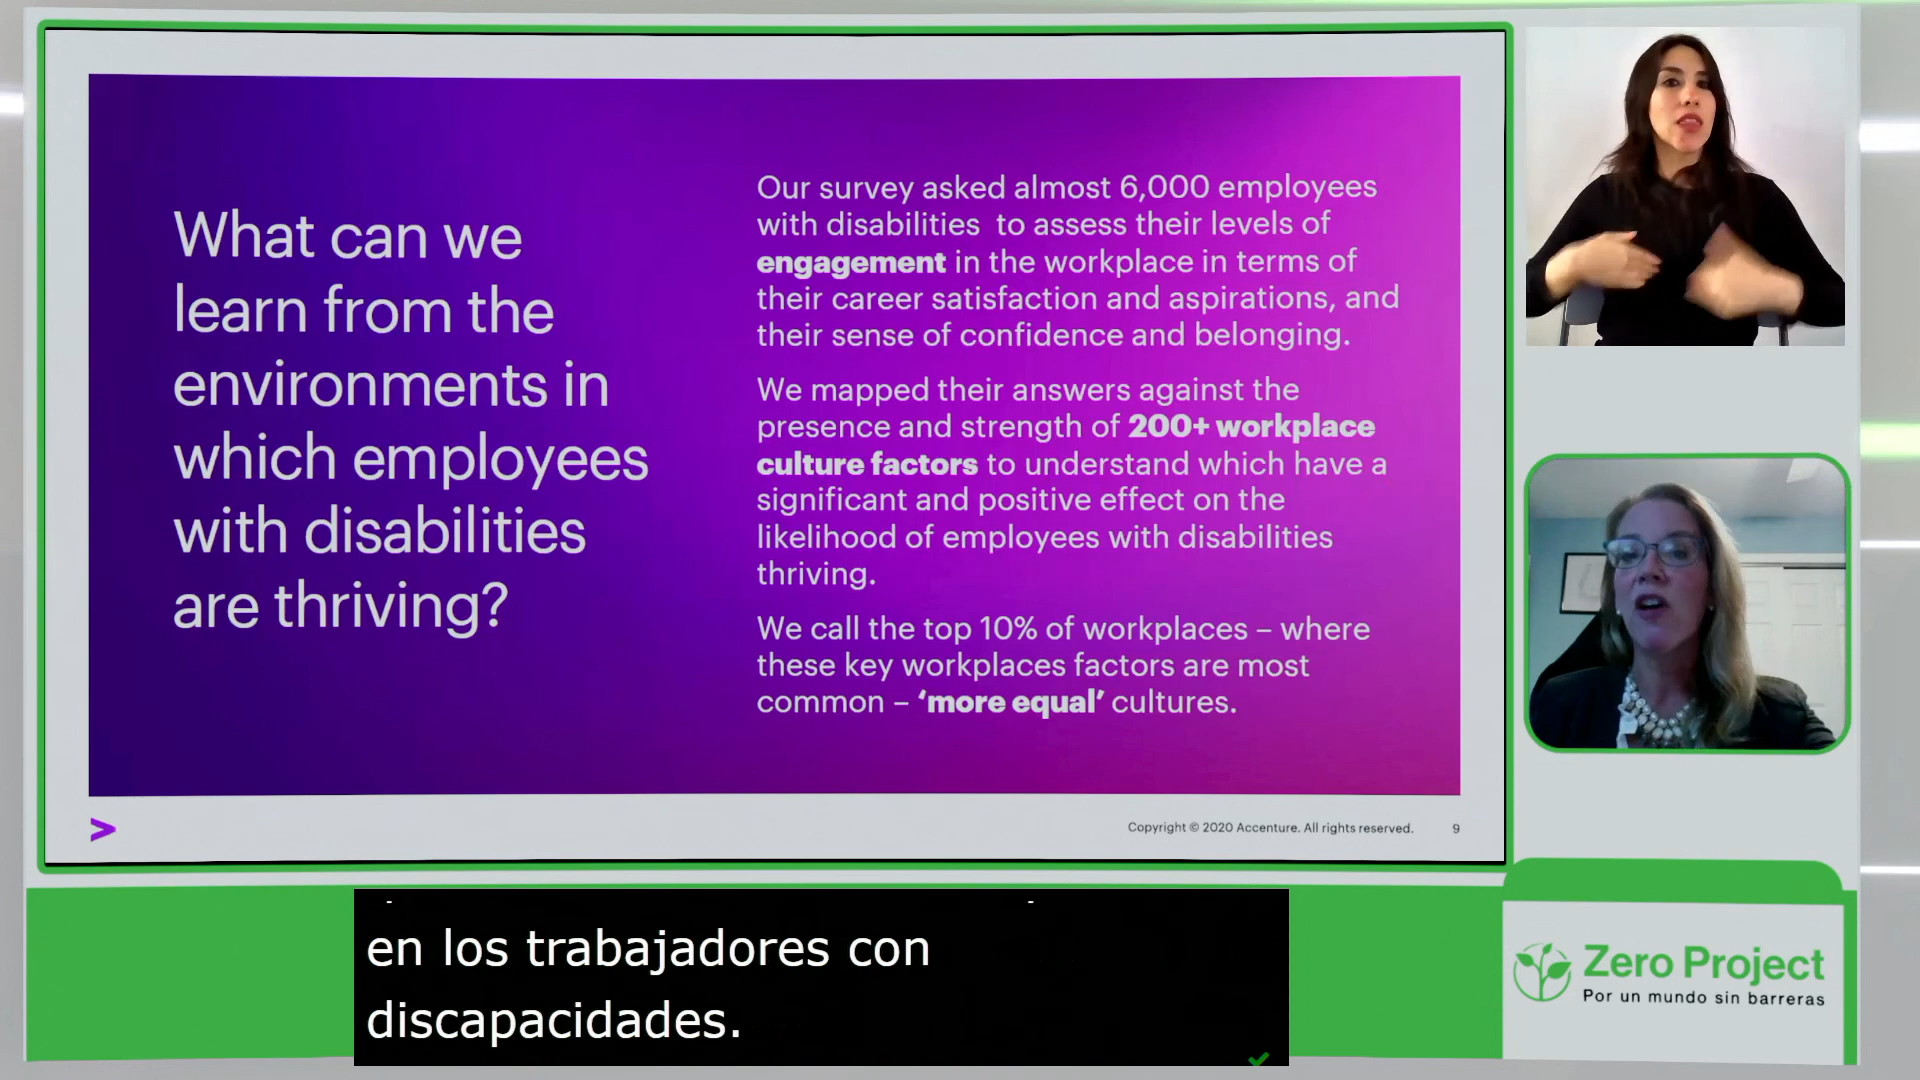 What can we
learn from the
environments in
which employees
with disabilities
are thriving?
Our survey asked almost 6,000 employees
with disabilities to assess their levels of
engagement in the workplace in terms of
their career satisfaction and aspirations, and
their sense of confidence and belonging.
We mapped their answers against the
presence and strength of 200+ workplace
culture factors to understand which have a
significant and positive effect on the
likelihood of employees with disabilities
thriving.
We call the top 10% of workplaces – where
these key workplaces factors are most
common – ‘more equal’ cultures.
>
Copyright © 2020 Accenture. All rights reserved. 9
en los trabajadores con
discapacidades.
Zero Project
Por un mundo sin barreras